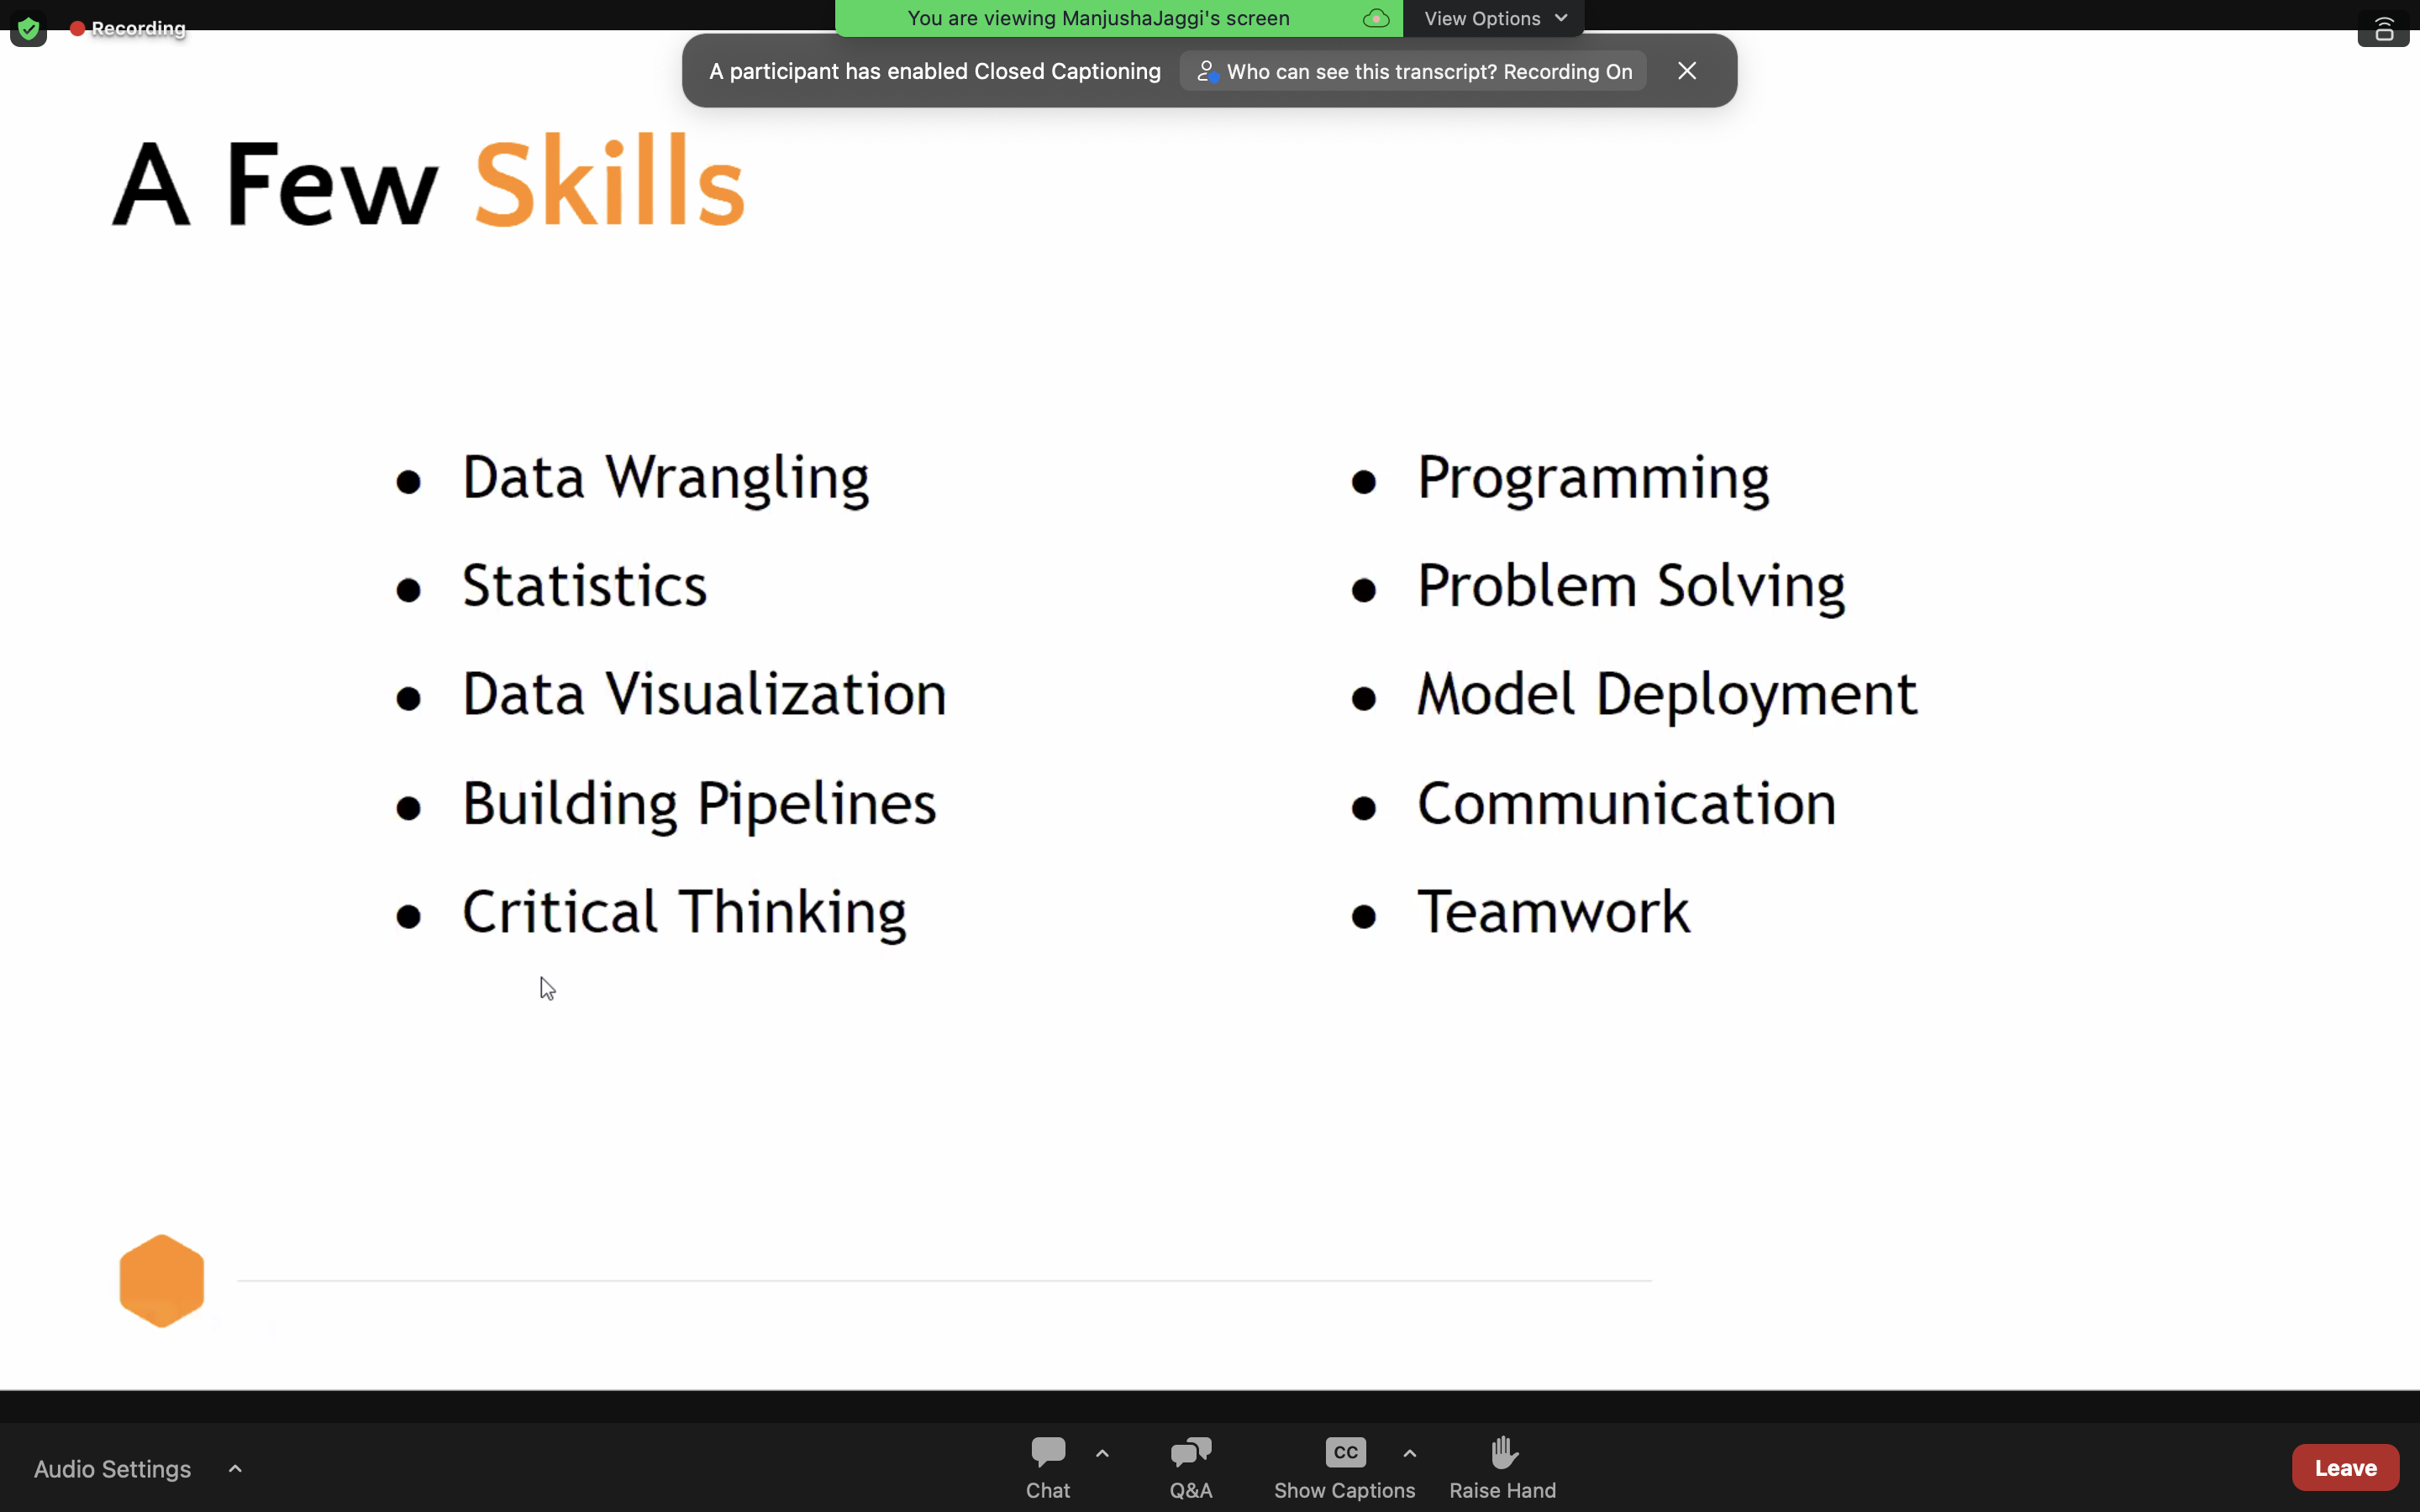 Recording
You are viewing ManjushaJaggi's screen
View Options
A participant has enabled Closed Captioning
Who can see this transcript? Recording On
A Few Skills
• Data Wrangling
• Statistics
• Data Visualization
• Building Pipelines
• Critical Thinking
• Programming
• Problem Solving
• Model Deployment
• Communication
• Teamwork
Audio Settings
Chat
Q&A
CC
Show Captions
Raise Hand
Leave